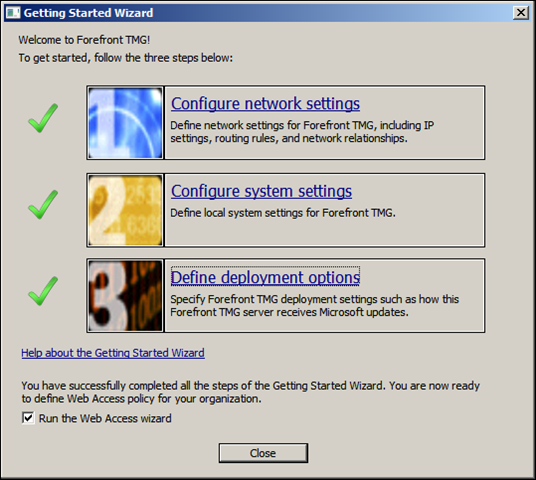 Getting Started Wizard
Welcome to Forefront TMG!
To get started, follow the three steps below:
1
Configure network settings
Define network settings for Forefront TMG, including IP
settings, routing rules, and network relationships.
2
Configure system settings
Define local system settings for Forefront TMG.
3
Define deployment options
Specify Forefront TMG deployment settings such as how this
Forefront TMG server receives Microsoft updates.
Help about the Getting Started Wizard
You have successfully completed all the steps of the Getting Started Wizard. You are now ready
to define Web Access policy for your organization.
Run the Web Access wizard
Close